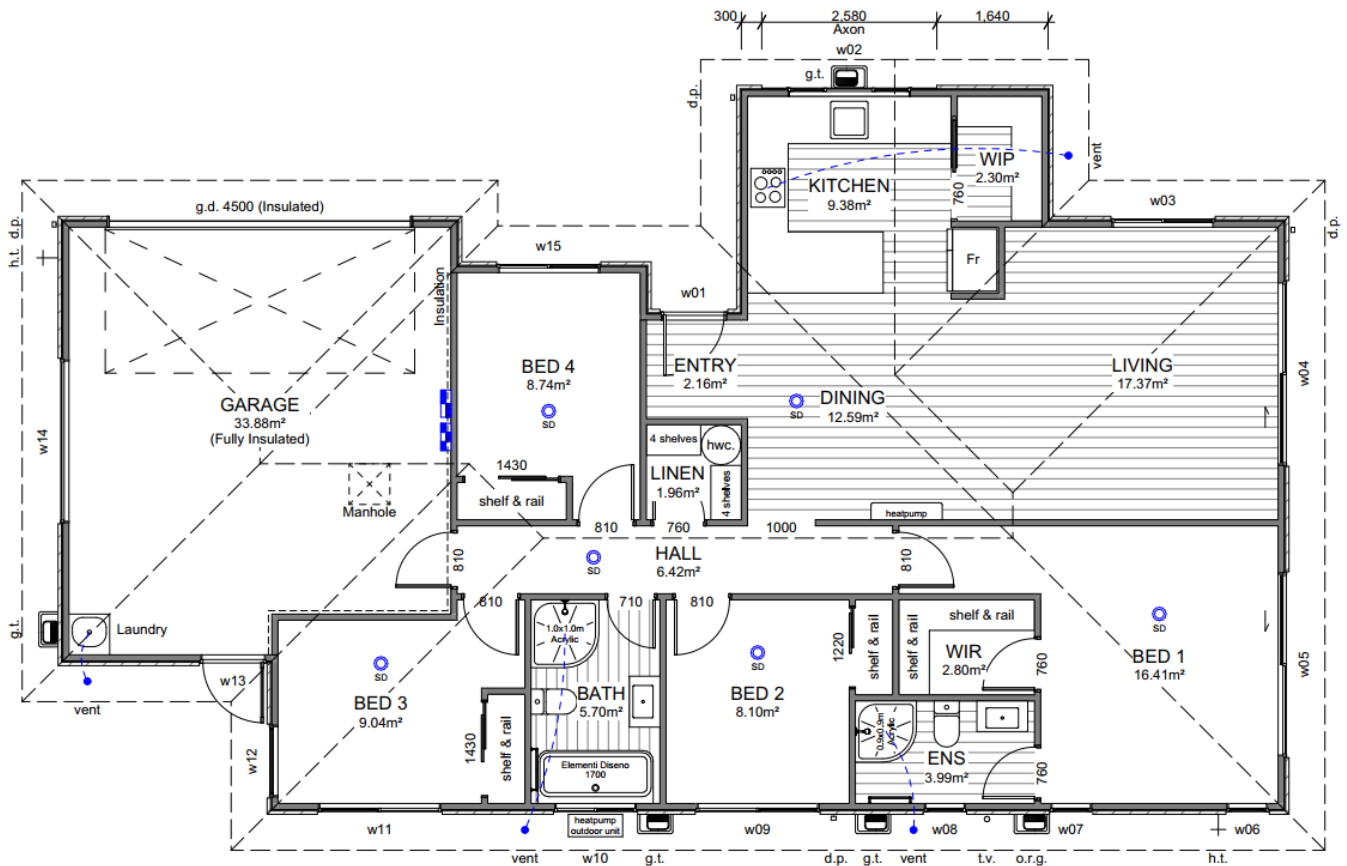 300 2,580 1,640
Axon
w02
g.t.
d.p.
vent
WIP
2.30m²
KITCHEN
9.38m²
760
g.d. 4500 (Insulated)
w03
d.p.
d.p.
h.t.
w15
Insulation
Fr
w01
BED 4
8.74m²
SD
ENTRY
2.16m²
LIVING
17.37m²
w04
DINING
12.59m²
SD
GARAGE
33.88m²
(Fully Insulated)
w14
4 shelves
hwc.
LINEN
1.96m²
4 shelves
1430
shelf & rail
Manhole
heatpump
810
760
1000
HALL
6.42m²
SD
810
810
810
710
810
g.t.
Laundry
1.0x1.0m
Acrylic
shelf & rail
1220
shelf & rail
shelf & rail
WIR
2.80m²
760
SD
BED 1
16.41m²
w05
w13
vent
SD
BED 3
9.04m²
BATH
5.70m²
SD
BED 2
8.10m²
0.9x0.9m
Acrylic
ENS
3.99m²
760
w12
1430
shelf & rail
Elementi Diseno
1700
w11
heatpump
outdoor unit
w09
w08
w07
w06
vent
w10
g.t.
d.p.
g.t.
vent
t.v.
o.r.g.
h.t.